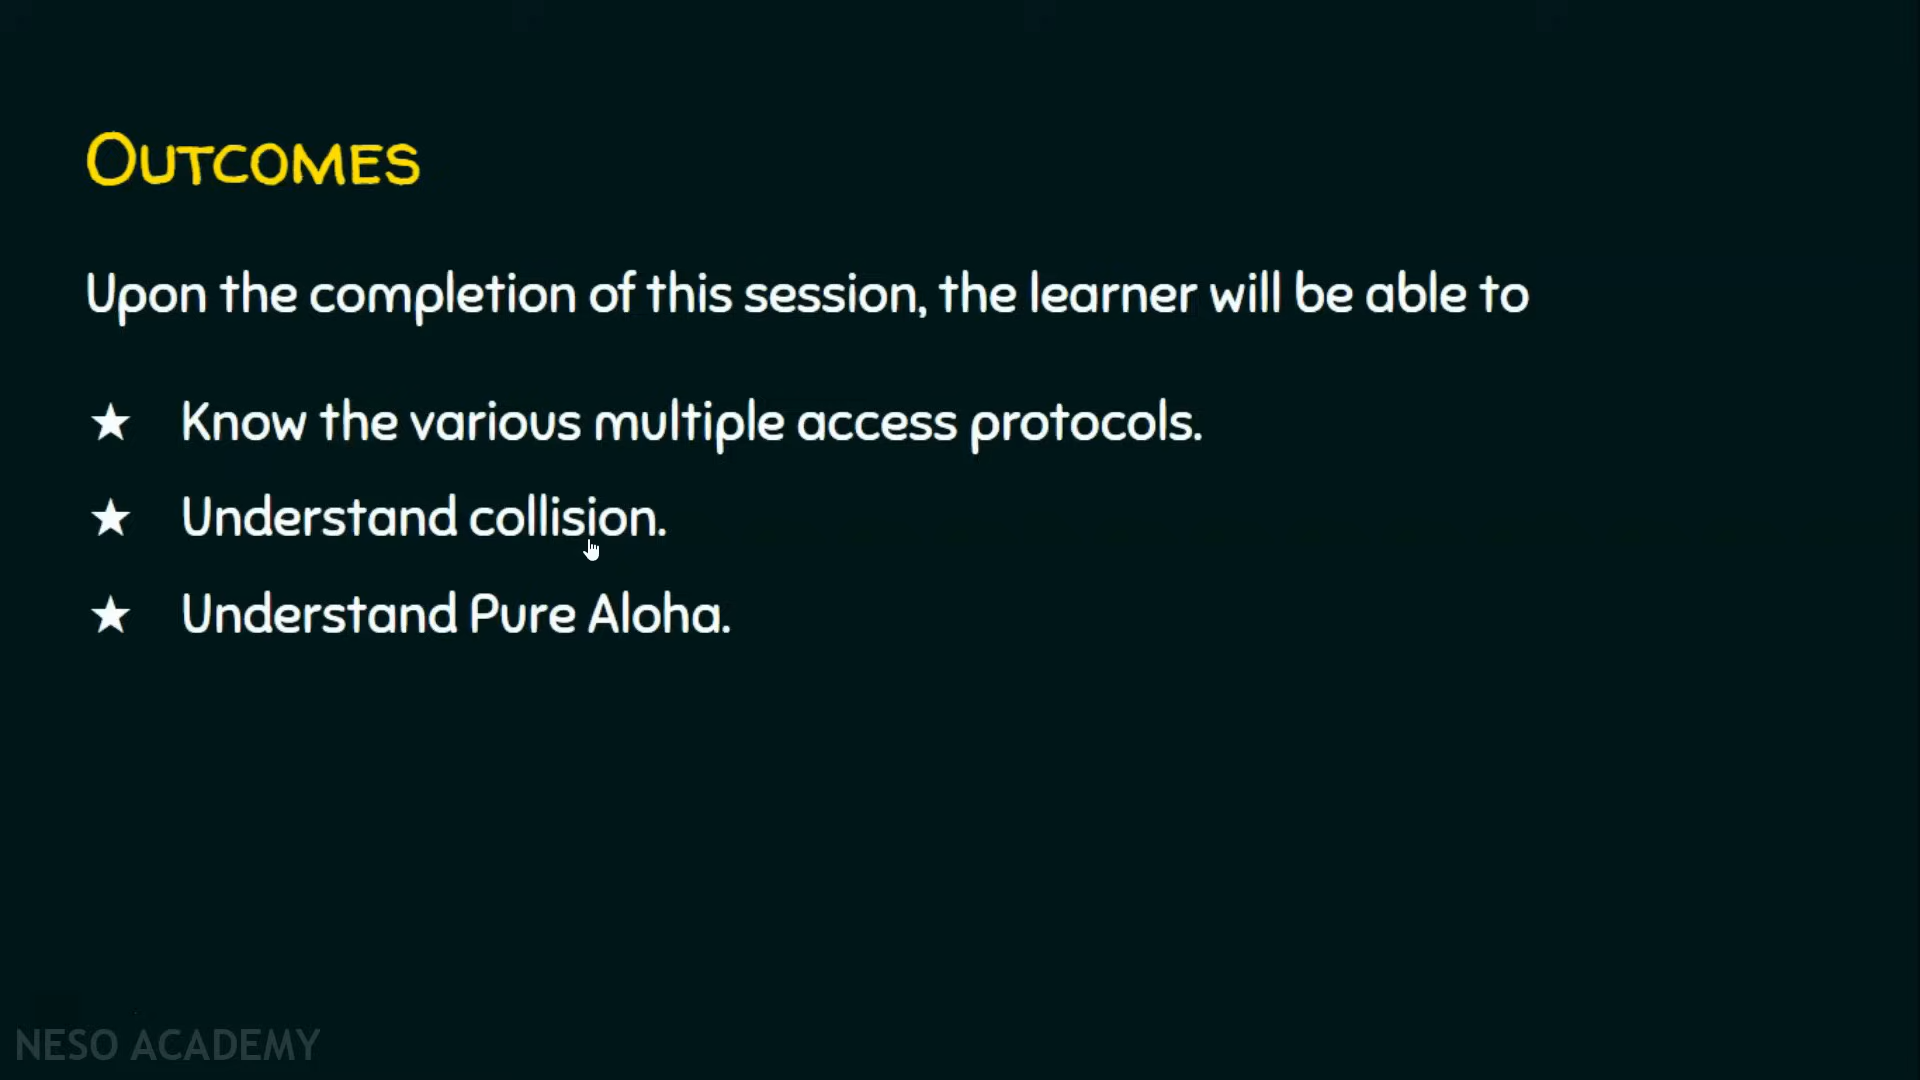 OUTCOMES
Upon the completion of this session, the learner will be able to
★ Know the various multiple access protocols.
★ Understand collision.
★ Understand Pure Aloha.
NESO ACADEMY